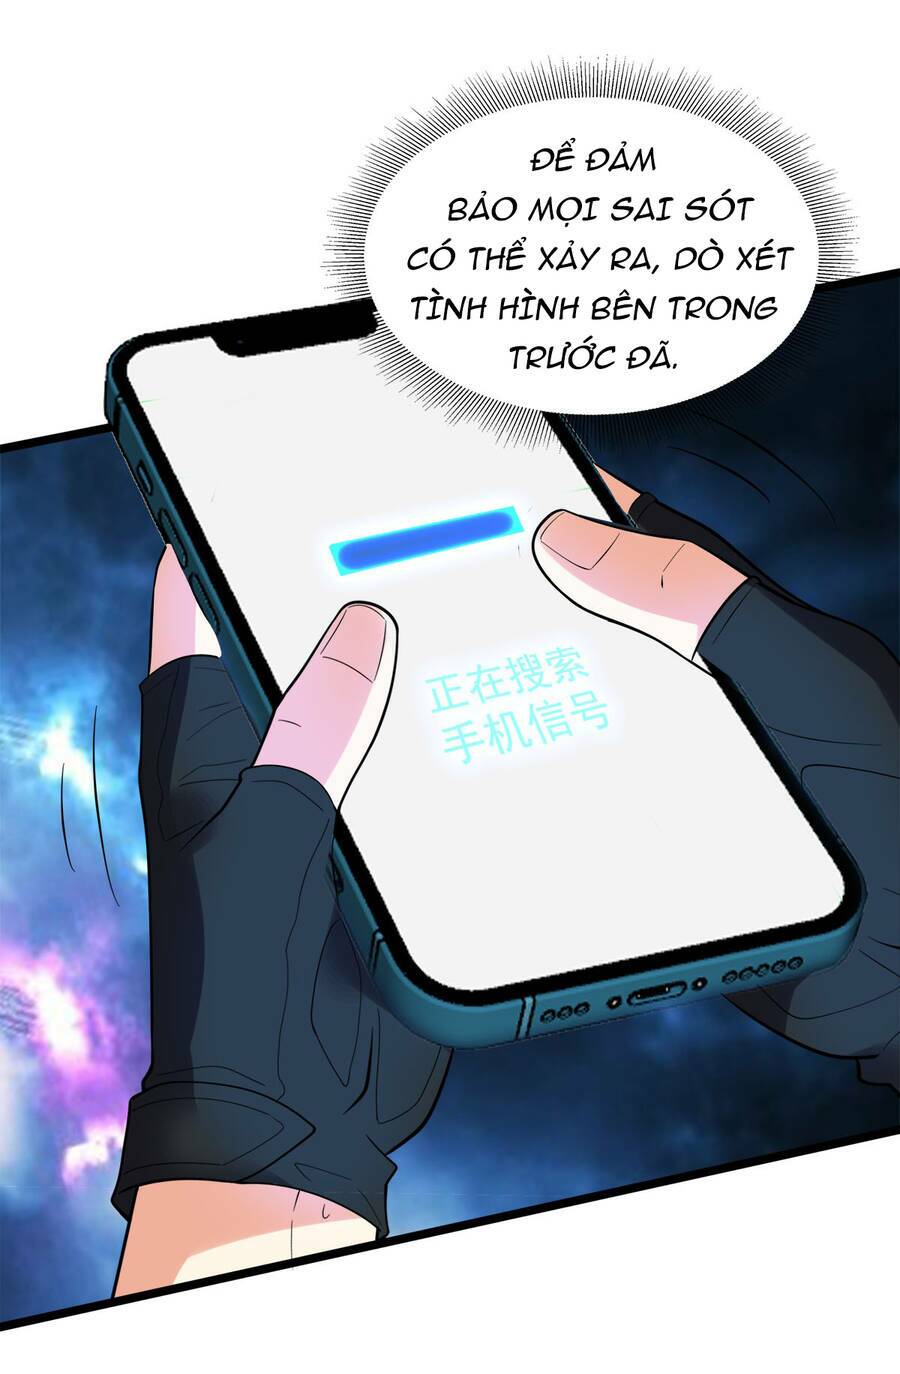 ĐỂ ĐẢM
BẢO MỌI SAI SÓT
CÓ THỂ XẢY RA, DÒ XÉT
TÌNH HÌNH BÊN TRONG
TRƯỚC ĐÃ.
正在搜索
手机信号